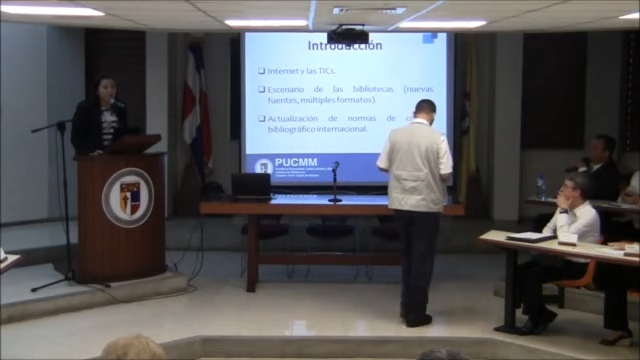 Introducción
❑ Internet y las TICs.
❑ Escenario de las bibliotecas (nuevas
fuentes, múltiples formatos).
❑ Actualización de normas de
bibliográfico internacional.
PUCMM